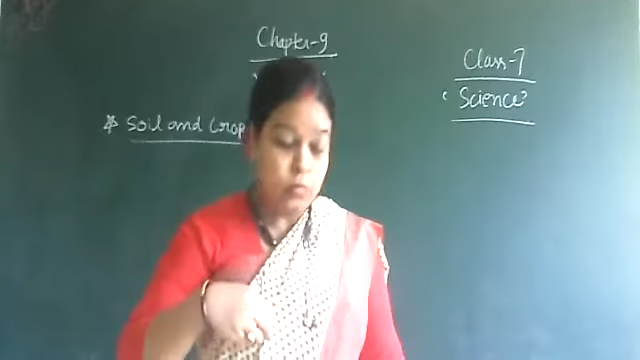 Chapter-9
Class-7
‘Science’
* Soil and Crop